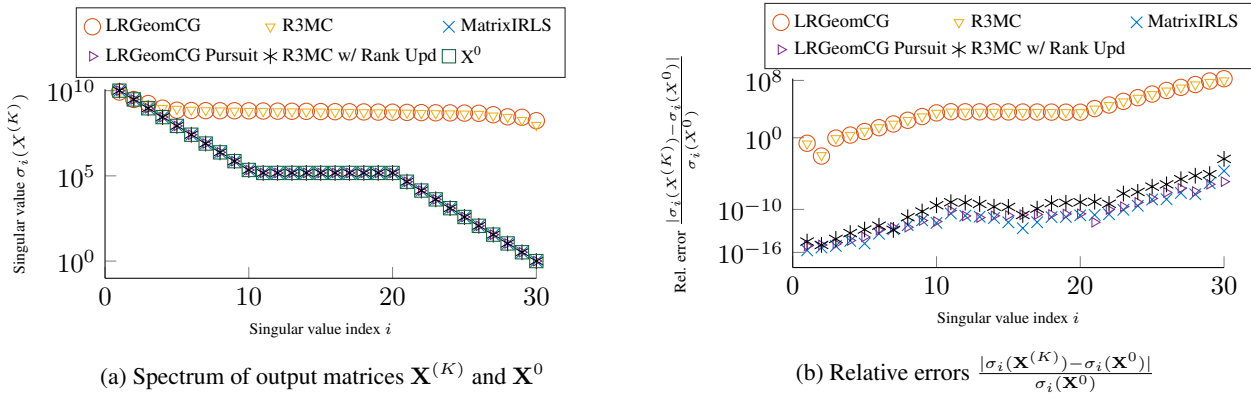 LRGeomCG R3MC MatrixIRLS
LRGeomCG Pursuit R3MC w/ Rank Upd X^0
Singular value σ_i(X^(K))
10^10
10^5
10^0
0 10 20 30
Singular value index i
(a) Spectrum of output matrices X^(K) and X^0
LRGeomCG R3MC MatrixIRLS
LRGeomCG Pursuit R3MC w/ Rank Upd
Rel. error |σ_i(X^(K))−σ_i(X^0)| / σ_i(X^0)
10^8
10^0
10^−10
10^−16
0 10 20 30
Singular value index i
(b) Relative errors |σ_i(X^(K))−σ_i(X^0)| / σ_i(X^0)